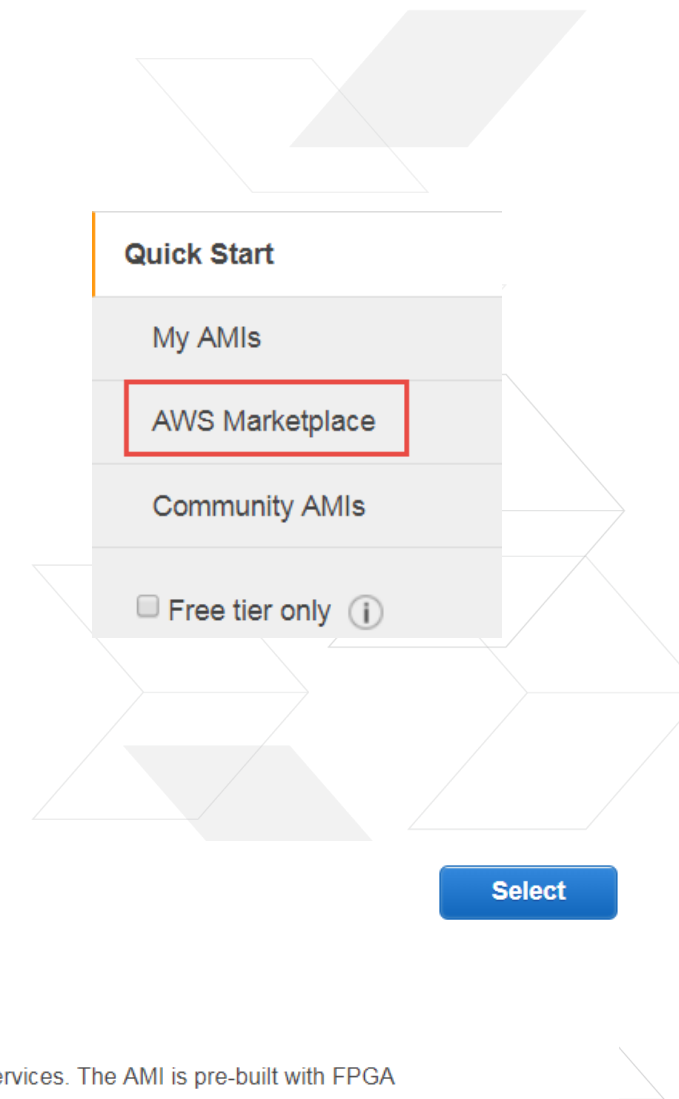 Quick Start
My AMIs
AWS Marketplace
Community AMIs
Free tier only
Select
The AMI is pre-built with FPGA